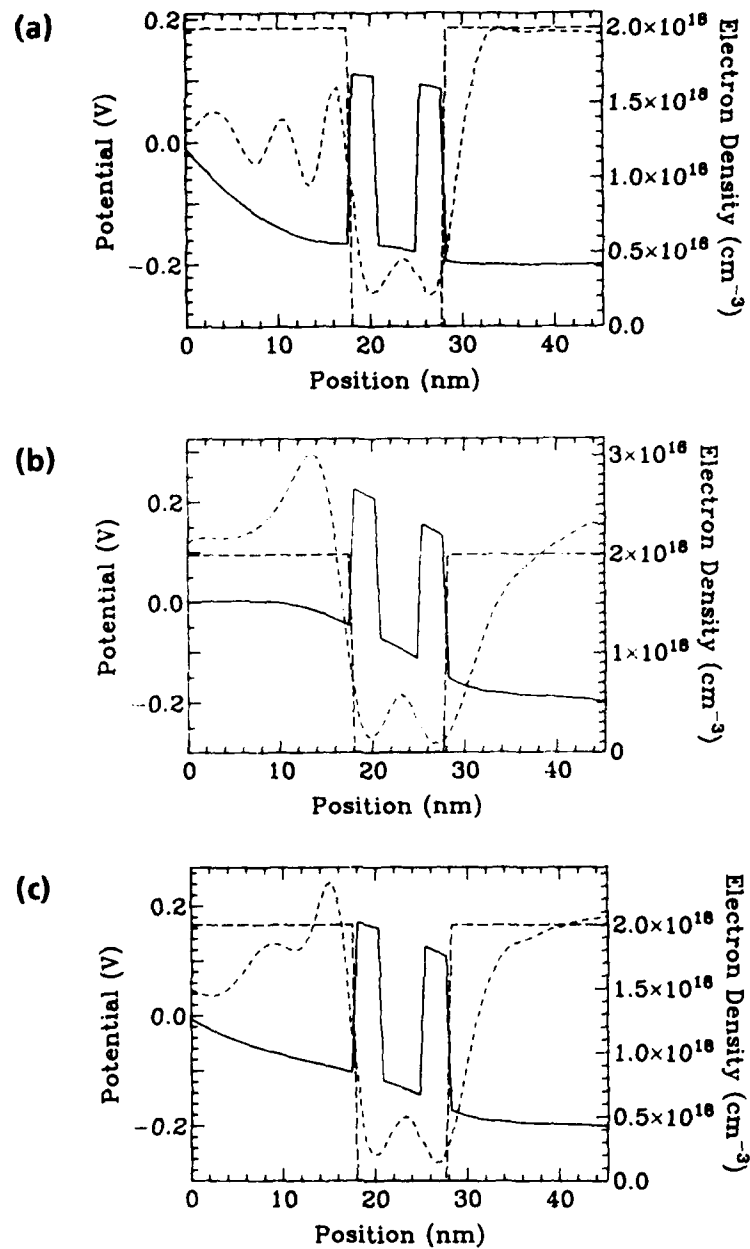 (a)
0.2
0.0
−0.2
Potential (V)
2.0×10¹⁸
1.5×10¹⁸
1.0×10¹⁸
0.5×10¹⁸
0.0
Electron Density (cm⁻³)
0 10 20 30 40
Position (nm)
(b)
0.2
0.0
−0.2
Potential (V)
3×10¹⁸
2×10¹⁸
1×10¹⁸
0
Electron Density (cm⁻³)
0 10 20 30 40
Position (nm)
(c)
0.2
0.0
−0.2
Potential (V)
2.0×10¹⁸
1.5×10¹⁸
1.0×10¹⁸
0.5×10¹⁸
0.0
Electron Density (cm⁻³)
0 10 20 30 40
Position (nm)